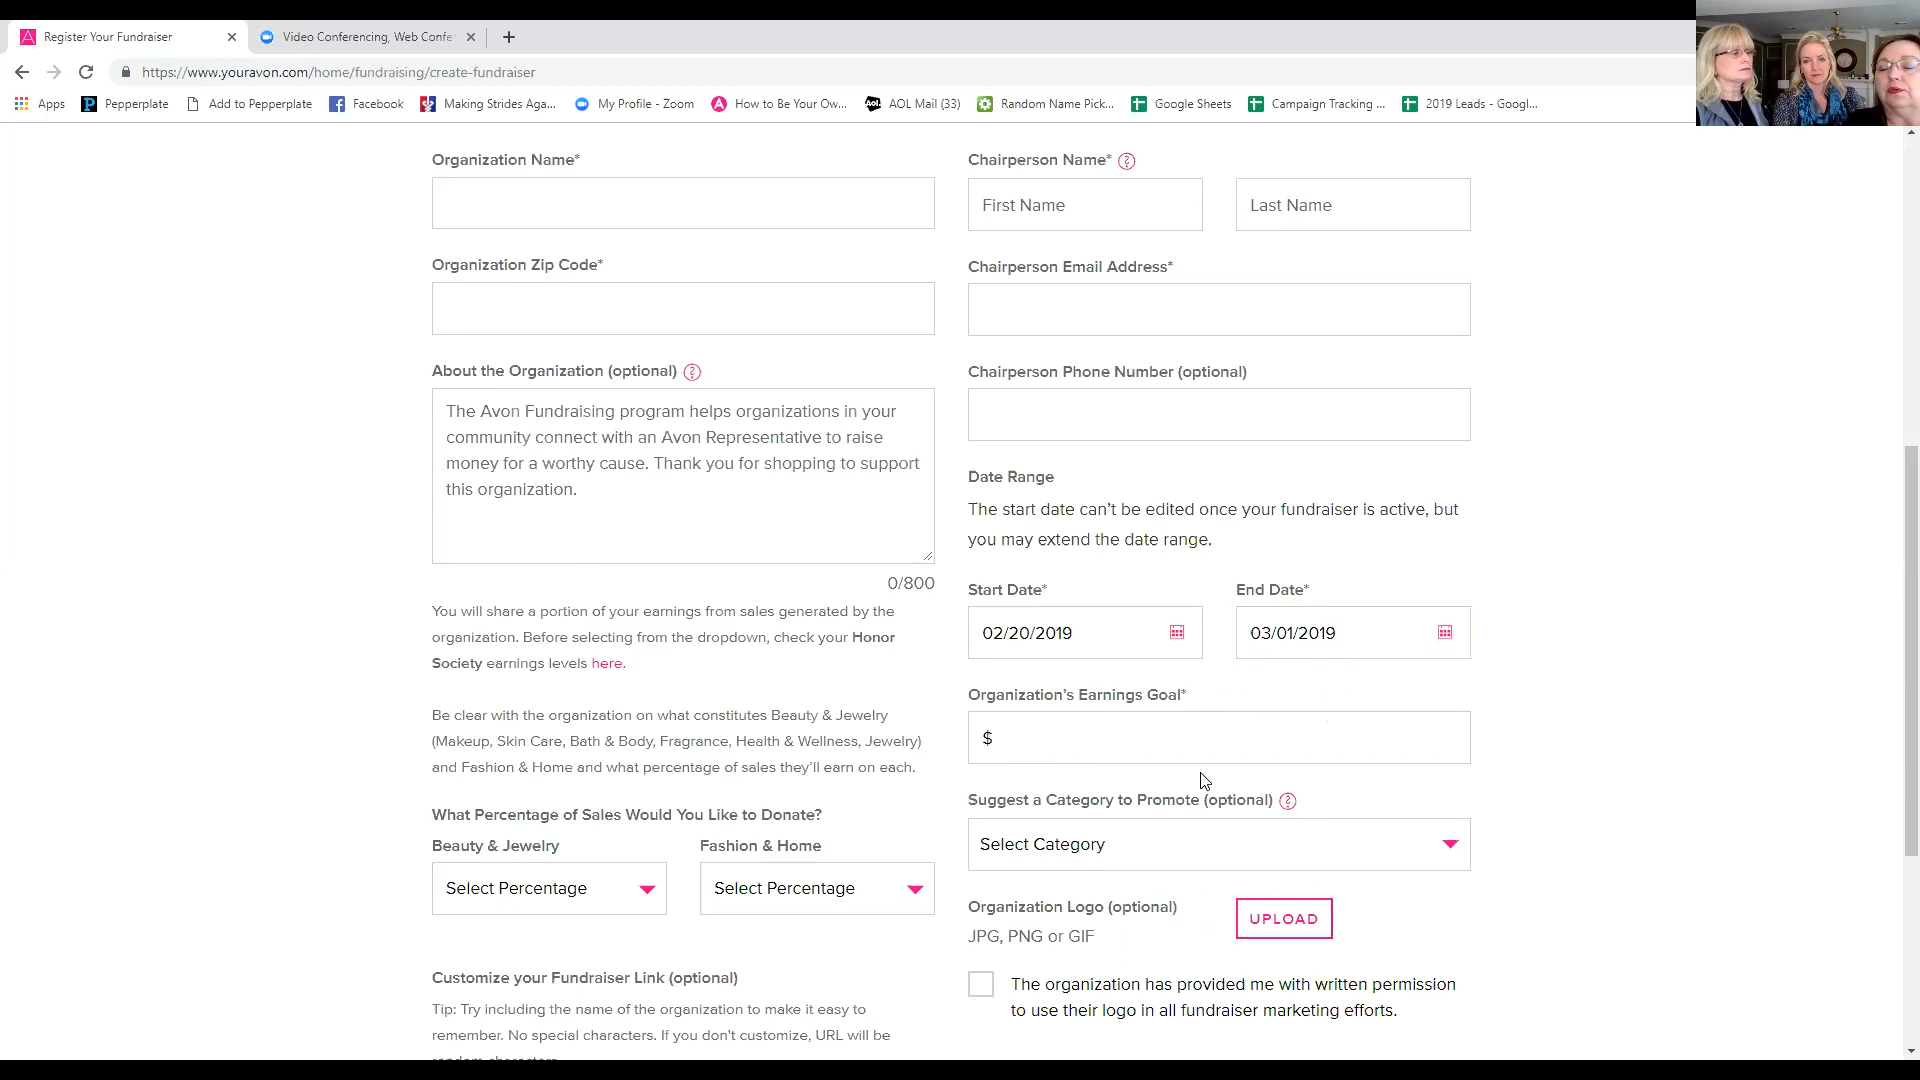 Register Your Fundraiser
Video Conferencing, Web Confe
https://www.youravon.com/home/fundraising/create-fundraiser
Apps
Pepperplate
Add to Pepperplate
Facebook
Making Strides Aga...
My Profile - Zoom
How to Be Your Ow...
Aol.
AOL Mail (33)
Random Name Pick...
Google Sheets
Campaign Tracking ...
2019 Leads - Googl...
Organization Name*
Organization Zip Code*
About the Organization (optional) ?
The Avon Fundraising program helps organizations in your
community connect with an Avon Representative to raise
money for a worthy cause. Thank you for shopping to support
this organization.
0/800
You will share a portion of your earnings from sales generated by the
organization. Before selecting from the dropdown, check your Honor
Society earnings levels here.
Be clear with the organization on what constitutes Beauty & Jewelry
(Makeup, Skin Care, Bath & Body, Fragrance, Health & Wellness, Jewelry)
and Fashion & Home and what percentage of sales they'll earn on each.
What Percentage of Sales Would You Like to Donate?
Beauty & Jewelry
Select Percentage
Fashion & Home
Select Percentage
Customize your Fundraiser Link (optional)
Tip: Try including the name of the organization to make it easy to
remember. No special characters. If you don't customize, URL will be
Chairperson Name* ?
First Name
Last Name
Chairperson Email Address*
Chairperson Phone Number (optional)
Date Range
The start date can't be edited once your fundraiser is active, but
you may extend the date range.
Start Date*
02/20/2019
End Date*
03/01/2019
Organization's Earnings Goal*
$
Suggest a Category to Promote (optional) ?
Select Category
Organization Logo (optional)
JPG, PNG or GIF
UPLOAD
The organization has provided me with written permission
to use their logo in all fundraiser marketing efforts.